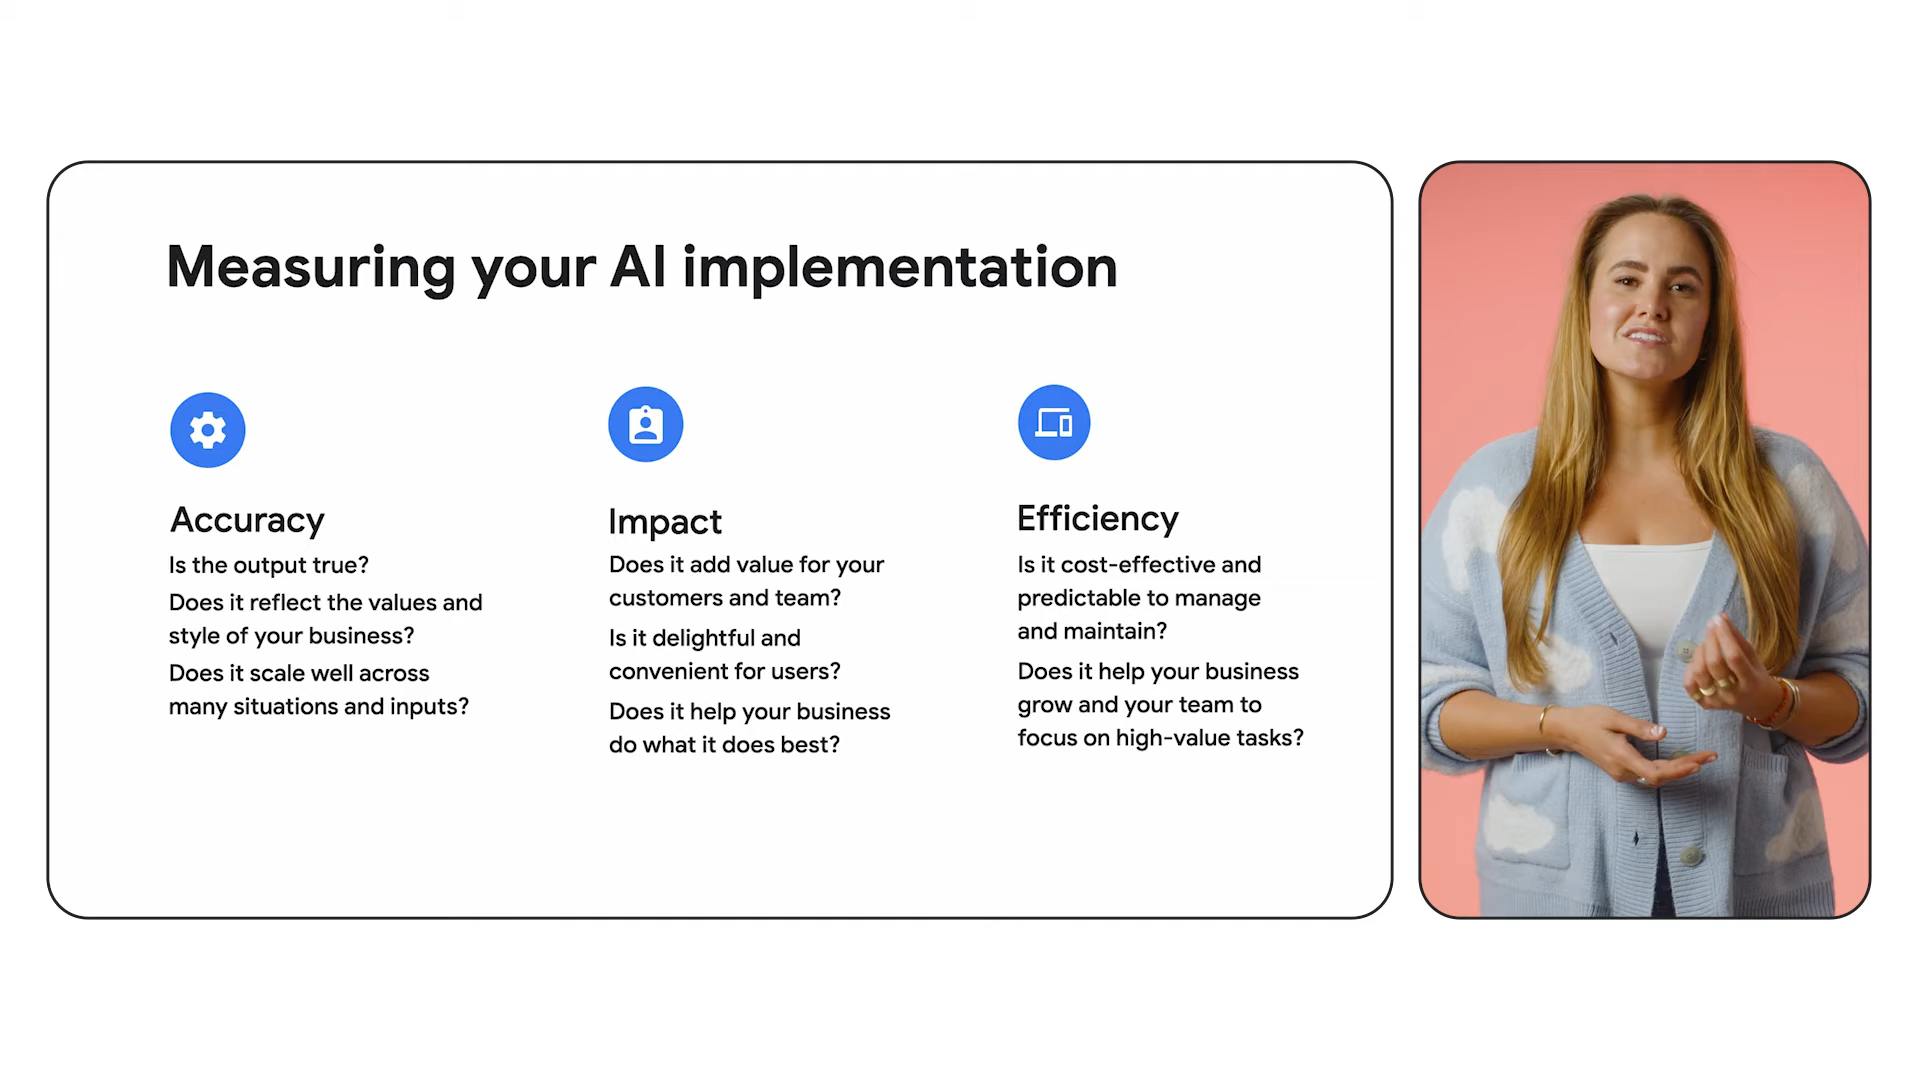 Measuring your AI implementation
Accuracy
Is the output true?
Does it reflect the values and
style of your business?
Does it scale well across
many situations and inputs?
Impact
Does it add value for your
customers and team?
Is it delightful and
convenient for users?
Does it help your business
do what it does best?
Efficiency
Is it cost-effective and
predictable to manage
and maintain?
Does it help your business
grow and your team to
focus on high-value tasks?